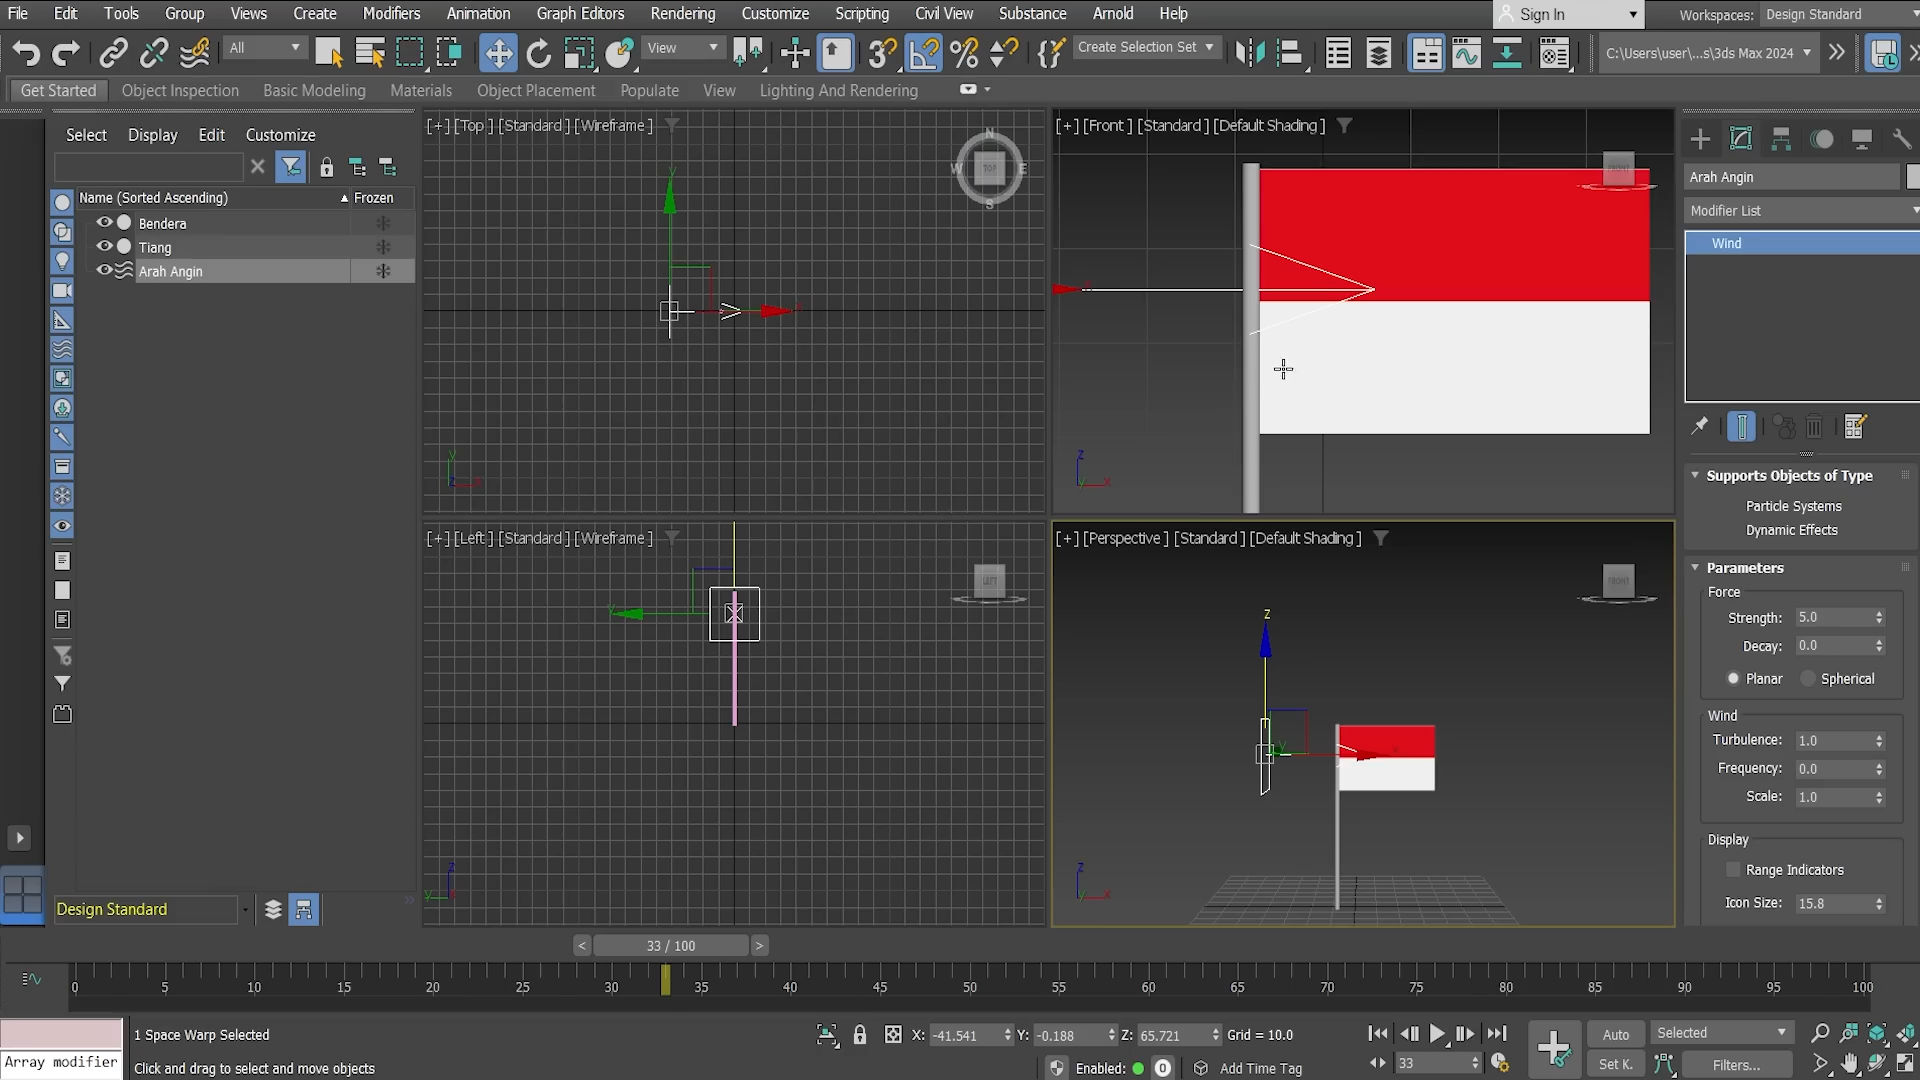 File Edit Tools Group Views Create Modifiers Animation Graph Editors Rendering Customize Scripting Civil View Substance Arnold Help Sign In Workspaces: Design Standard
All View Create Selection Set C:\Users\user\...s\3ds Max 2024
Get Started Object Inspection Basic Modeling Materials Object Placement Populate View Lighting And Rendering
Select Display Edit Customize
Name (Sorted Ascending) Frozen
Bendera
Tiang
Arah Angin
Design Standard
[+] [Top ] [Standard ] [Wireframe ]
N
W TOP E
S
y
x
y
z x
[+] [Front ] [Standard ] [Default Shading ]
FRONT
x
z
y x
[+] [Left ] [Standard ] [Wireframe ]
LEFT
y
z
y x
[+] [Perspective ] [Standard ] [Default Shading ]
FRONT
z
y x
z
y x
Arah Angin
Modifier List
Wind
Supports Objects of Type
Particle Systems
Dynamic Effects
Parameters
Force
Strength: 5.0
Decay: 0.0
Planar Spherical
Wind
Turbulence: 1.0
Frequency: 0.0
Scale: 1.0
Display
Range Indicators
Icon Size: 15.8
< 33 / 100 >
0 5 10 15 20 25 30 35 40 45 50 55 60 65 70 75 80 85 90 95 100
1 Space Warp Selected X: -41.541 Y: -0.188 Z: 65.721 Grid = 10.0 Auto Selected
Array modifier Click and drag to select and move objects Enabled: 0 Add Time Tag 33 Set K. Filters...